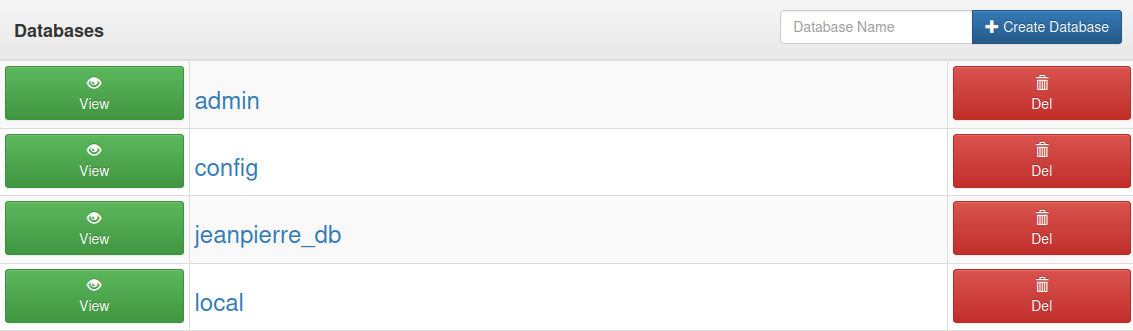 Databases
Database Name
Create Database
View
admin
Del
View
config
Del
View
jeanpierre_db
Del
View
local
Del